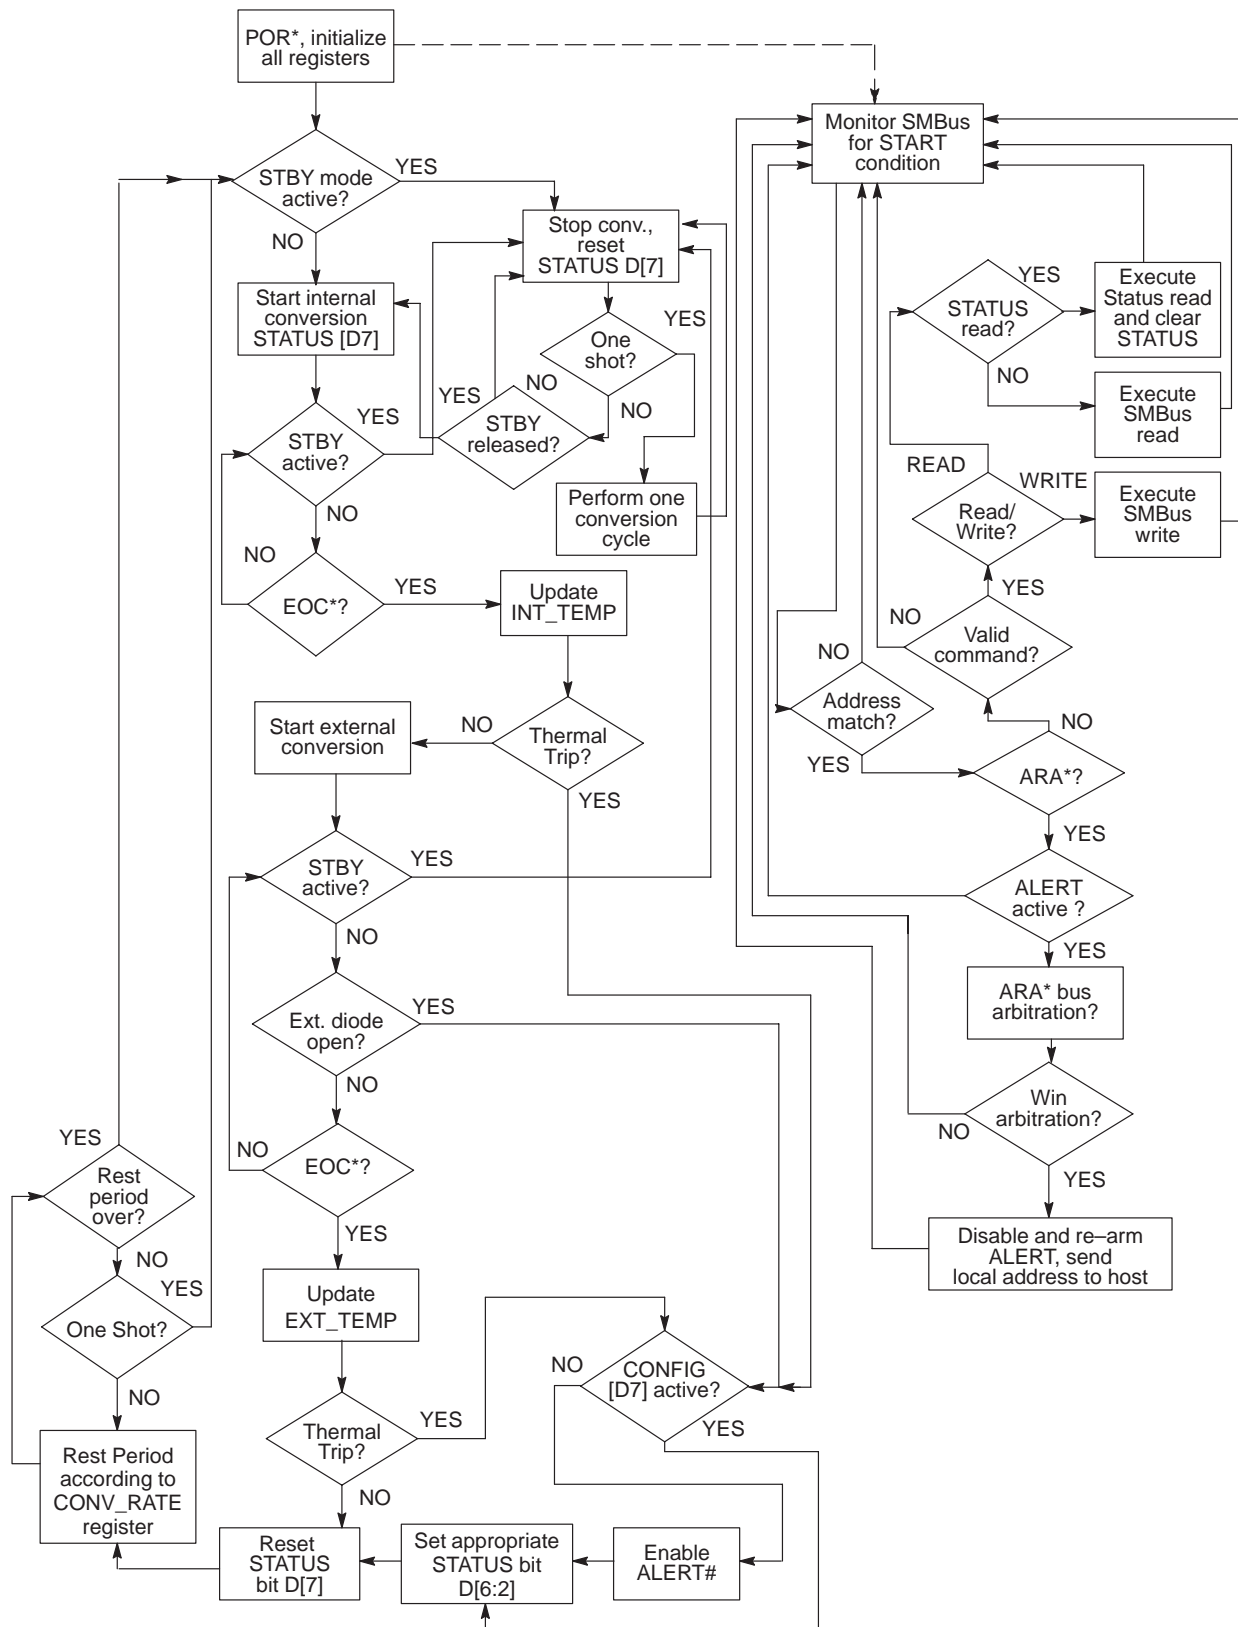 POR*, initialize
all registers
STBY mode
active?
YES
NO
Start internal
conversion
STATUS [D7]
Stop conv.,
reset
STATUS D[7]
One
shot?
YES
NO
STBY
released?
YES
NO
Perform one
conversion
cycle
STBY
active?
YES
NO
EOC*?
NO
YES
Update
INT_TEMP
Thermal
Trip?
NO
YES
Start external
conversion
STBY
active?
YES
NO
Ext. diode
open?
YES
NO
EOC*?
NO
YES
Update
EXT_TEMP
Thermal
Trip?
YES
NO
CONFIG
[D7] active?
NO
YES
Enable
ALERT#
Set appropriate
STATUS bit
D[6:2]
Reset
STATUS
bit D[7]
Rest Period
according to
CONV_RATE
register
One Shot?
YES
NO
Rest
period
over?
YES
NO
Monitor SMBus
for START
condition
STATUS
read?
YES
NO
Execute
Status read
and clear
STATUS
Execute
SMBus
read
READ
WRITE
Read/
Write?
Execute
SMBus
write
YES
NO
Valid
command?
NO
Address
match?
YES
NO
ARA*?
YES
ALERT
active ?
YES
ARA* bus
arbitration?
Win
arbitration?
NO
YES
Disable and re–arm
ALERT, send
local address to host